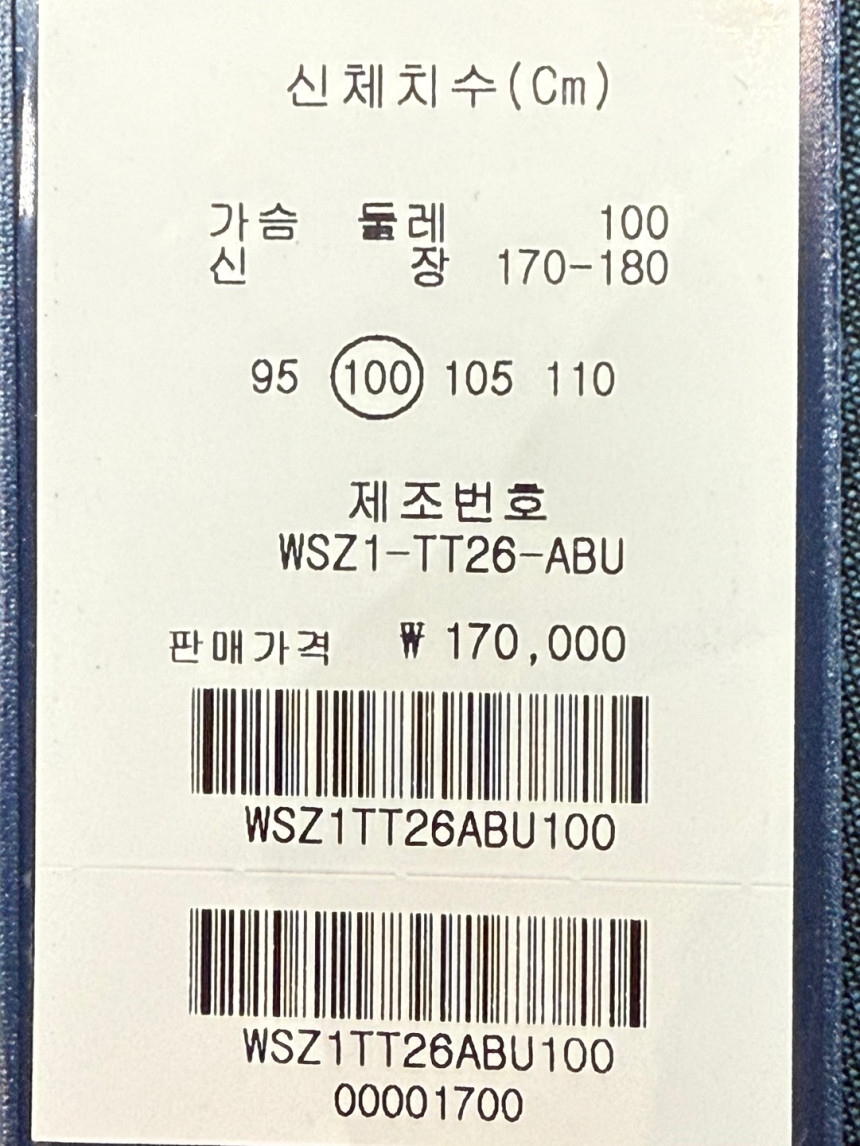 신체치수(Cm)
가슴 둘레 100
신 장 170-180
95 100 105 110
제조번호
WSZ1-TT26-ABU
판매가격 ₩ 170,000
WSZ1TT26ABU100
WSZ1TT26ABU100
00001700